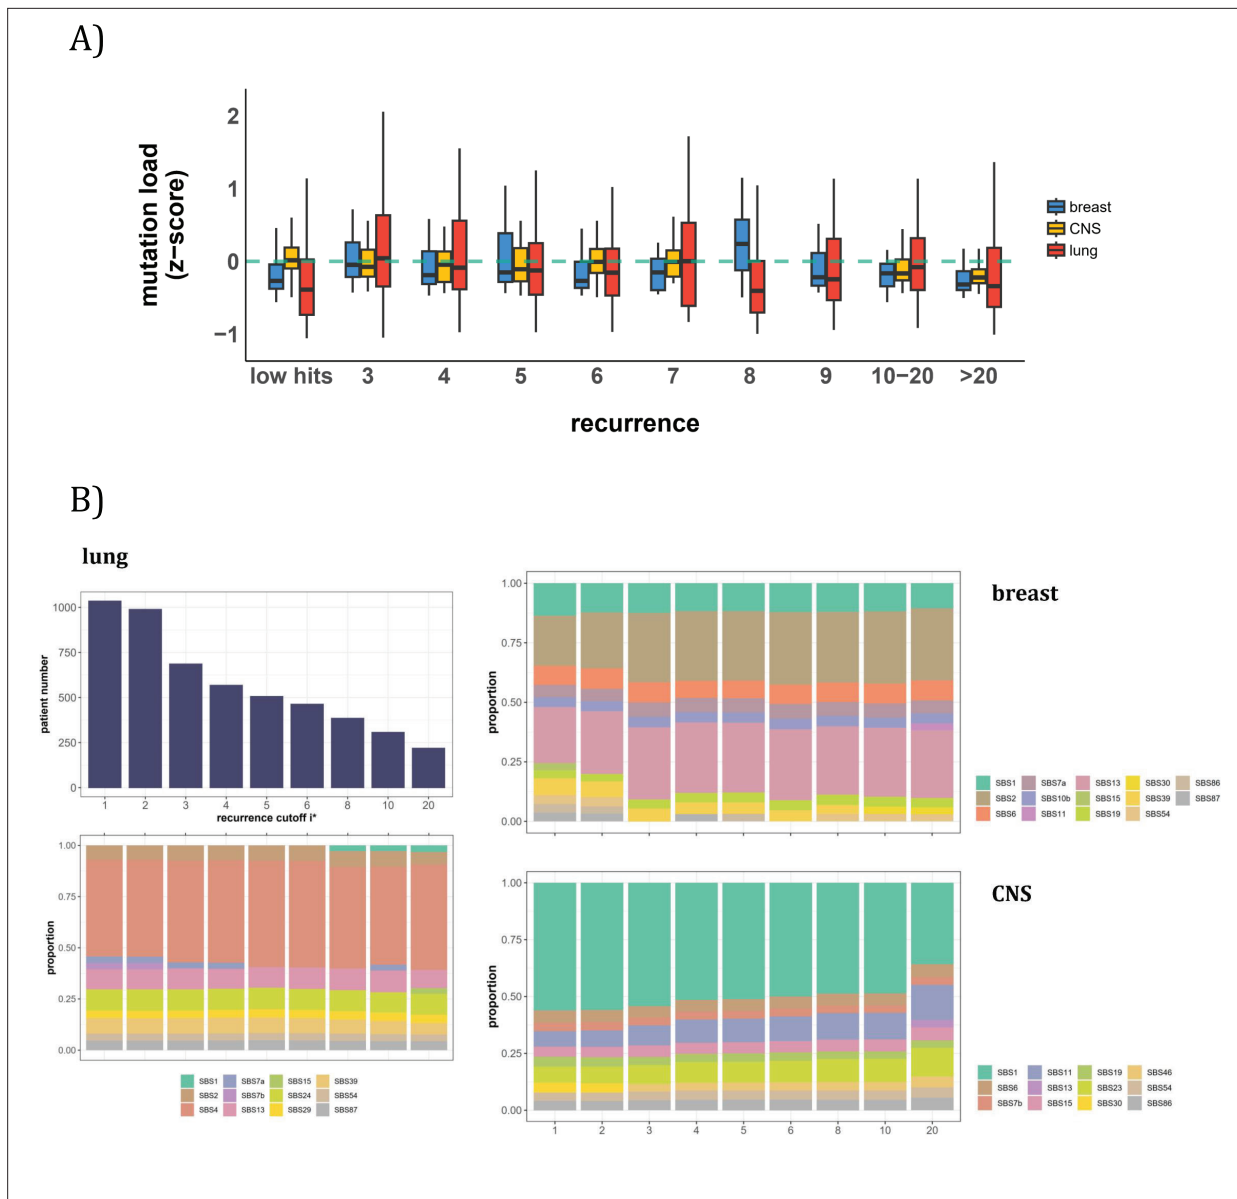 A)
2
1
0
−1
mutation load
(z−score)
low hits 3 4 5 6 7 8 9 10−20 >20
recurrence
breast
CNS
lung
B)
lung
1000
750
500
250
0
patient number
1 2 3 4 5 6 8 10 20
recurrence cutoff i*
1.00
0.75
0.50
0.25
0.00
proportion
SBS1 SBS7a SBS15 SBS39
SBS2 SBS7b SBS24 SBS54
SBS4 SBS13 SBS29 SBS87
breast
1.00
0.75
0.50
0.25
0.00
proportion
SBS1 SBS7a SBS13 SBS30 SBS86
SBS2 SBS10b SBS15 SBS39 SBS87
SBS6 SBS11 SBS19 SBS54
CNS
1.00
0.75
0.50
0.25
0.00
proportion
1 2 3 4 5 6 8 10 20
SBS1 SBS11 SBS19 SBS46
SBS6 SBS13 SBS23 SBS54
SBS7b SBS15 SBS30 SBS86